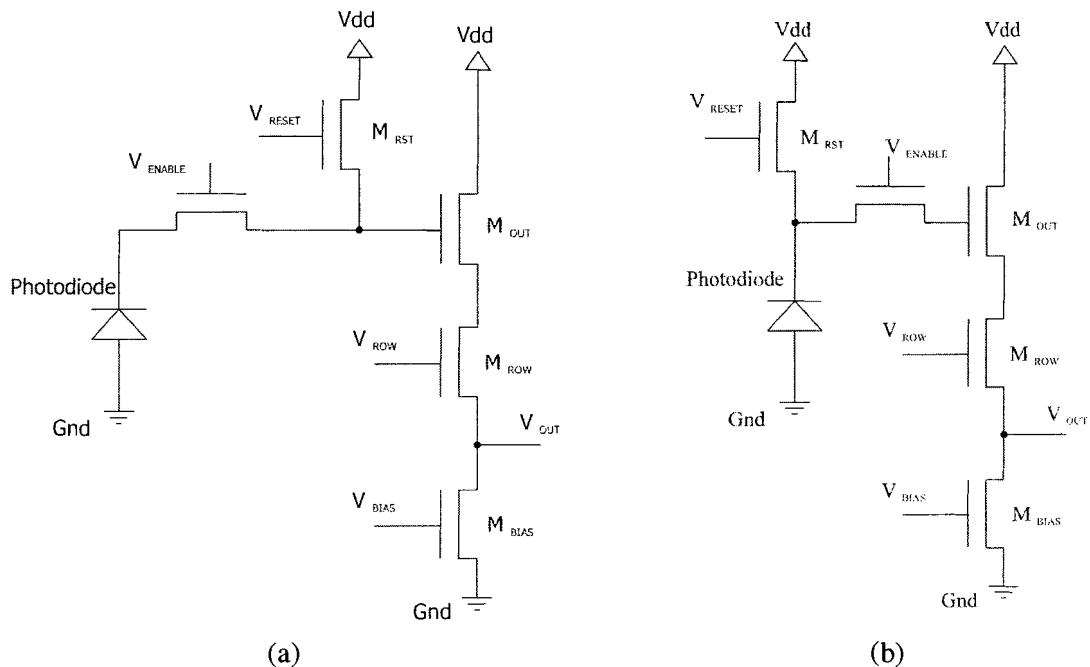 Vdd
Vdd
V RESET
M RST
V ENABLE
M OUT
Photodiode
V ROW
M ROW
Gnd
V OUT
V BIAS
M BIAS
Gnd
(a)
Vdd
Vdd
V RESET
M RST
V ENABLE
M OUT
Photodiode
V ROW
M ROW
Gnd
V OUT
V BIAS
M BIAS
Gnd
(b)